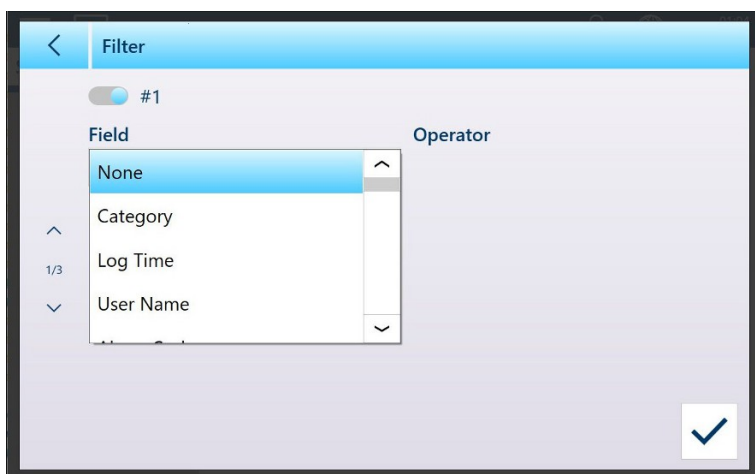 Filter
#1
Field
Operator
None
Category
Log Time
1/3
User Name